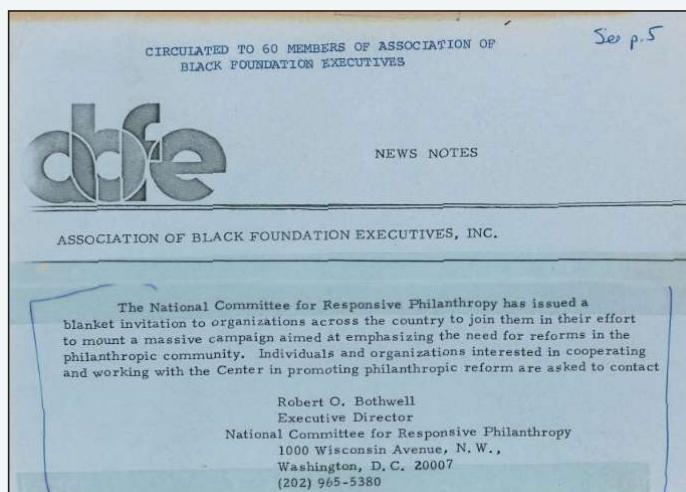 CIRCULATED TO 60 MEMBERS OF ASSOCIATION OF
BLACK FOUNDATION EXECUTIVES
See p.5
abfe
NEWS NOTES
ASSOCIATION OF BLACK FOUNDATION EXECUTIVES, INC.
The National Committee for Responsive Philanthropy has issued a
blanket invitation to organizations across the country to join them in their effort
to mount a massive campaign aimed at emphasizing the need for reforms in the
philanthropic community. Individuals and organizations interested in cooperating
and working with the Center in promoting philanthropic reform are asked to contact
Robert O. Bothwell
Executive Director
National Committee for Responsive Philanthropy
1000 Wisconsin Avenue, N. W.,
Washington, D. C. 20007
(202) 965-5380